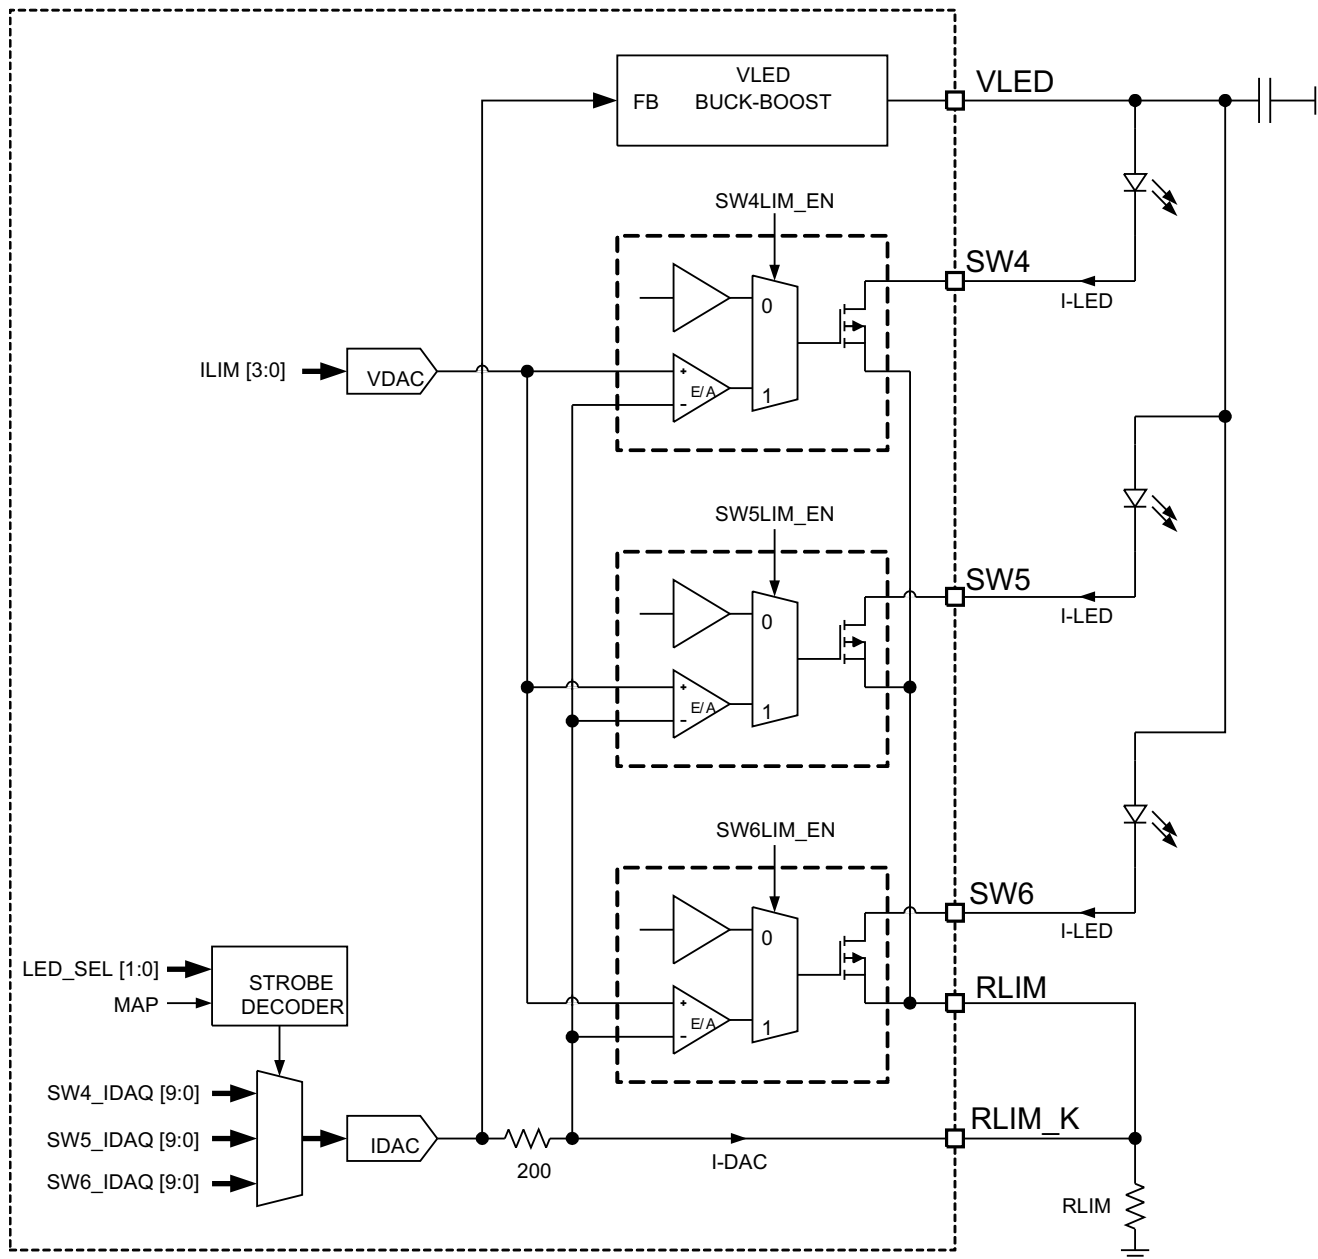 VLED
FB BUCK-BOOST
VLED
SW4LIM_EN
0
SW4
I-LED
ILIM [3:0]
VDAC
+
E/A
-
1
SW5LIM_EN
0
SW5
I-LED
+
E/A
-
1
SW6LIM_EN
0
SW6
I-LED
LED_SEL [1:0]
MAP
STROBE
DECODER
+
E/A
-
1
RLIM
SW4_IDAQ [9:0]
SW5_IDAQ [9:0]
SW6_IDAQ [9:0]
IDAC
200
I-DAC
RLIM_K
RLIM